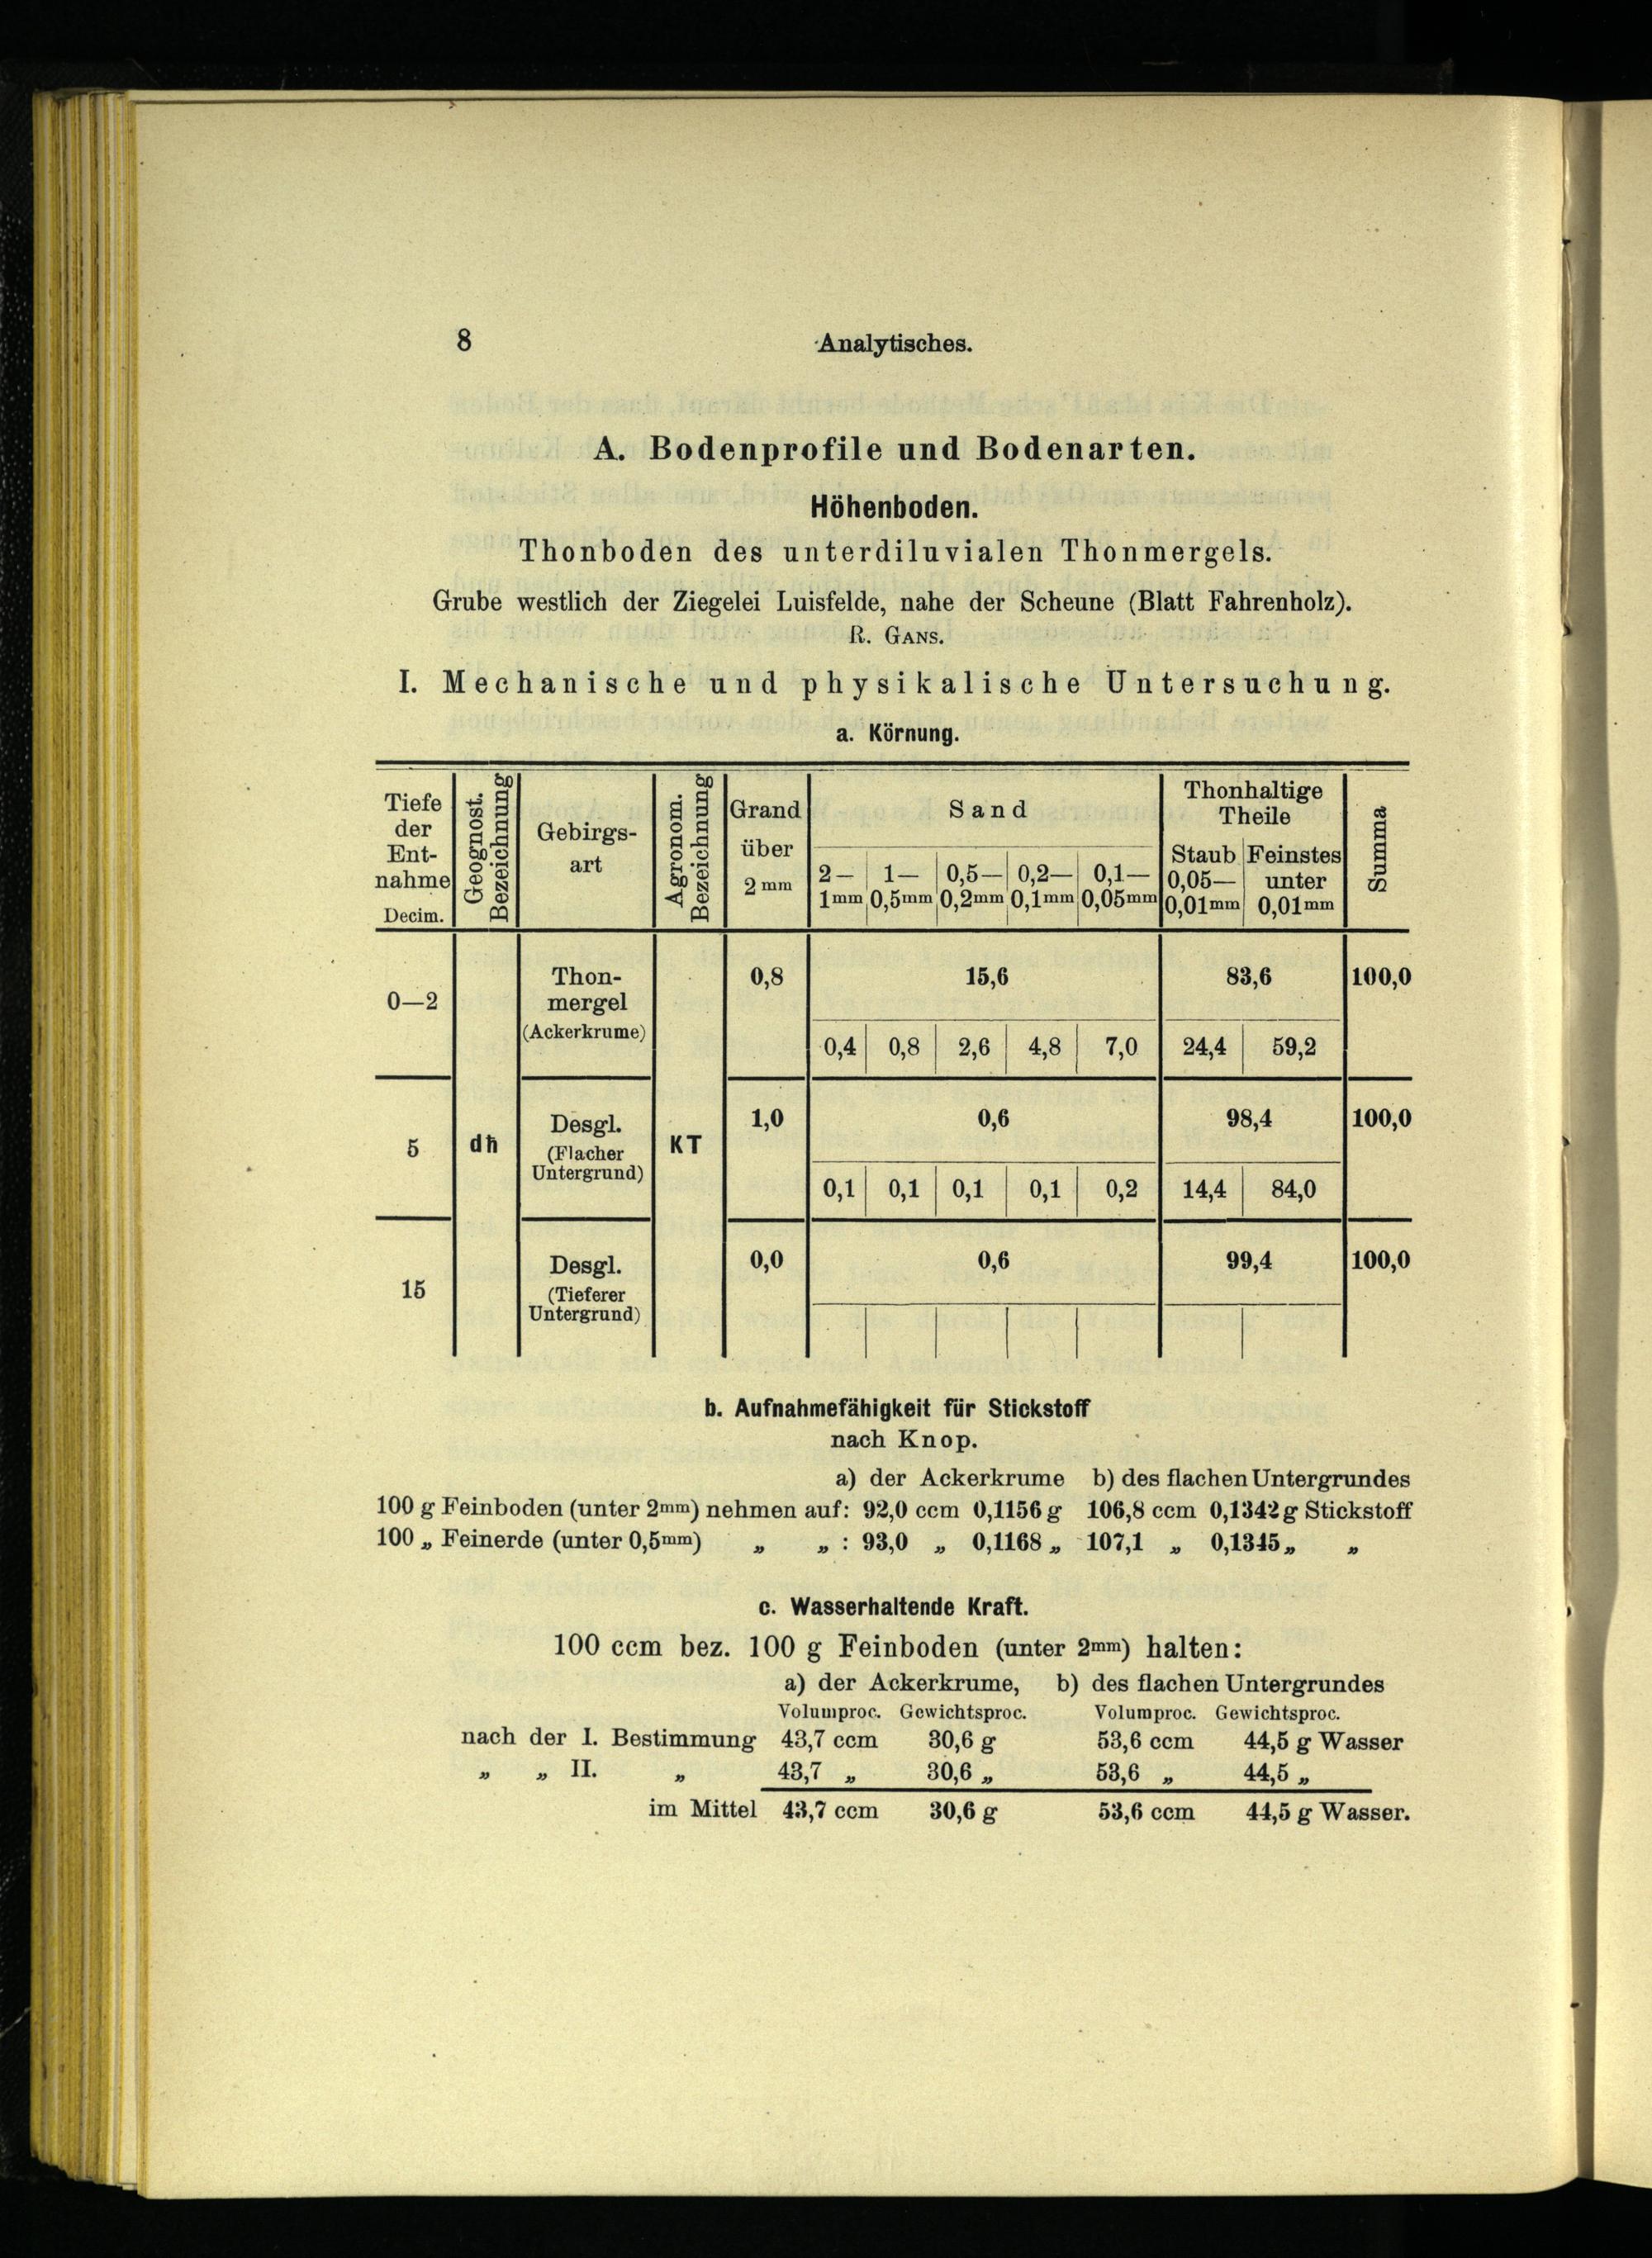 8 Analytisches.
A. Bodenprofile und Bodenarten.
Höhenboden.
Thonboden des unterdiluvialen Thonmergels.
Grube westlich der Ziegelei Luisfelde, nahe der Scheune (Blatt Fahrenholz).
R. GANS.
I. Mechanische und physikalische Untersuchung.
a. Körnung.
Tiefe der Ent-nahme Decim.
Geognost. Bezeichnung
Gebirgs-art
Agronom. Bezeichnung
Grand über 2mm
Sand
2— 1mm 1— 0,5mm 0,5— 0,2mm 0,2— 0,1mm 0,1— 0,05mm
Thonhaltige Theile
Staub 0,05— 0,01mm Feinstes unter 0,01mm
Summa
0—2 Thon-mergel (Ackerkrume) 0,8 15,6 83,6 100,0
0,4 0,8 2,6 4,8 7,0 24,4 59,2
5 dh Desgl. (Flacher Untergrund) KT 1,0 0,6 98,4 100,0
0,1 0,1 0,1 0,1 0,2 14,4 84,0
15 Desgl. (Tieferer Untergrund) 0,0 0,6 99,4 100,0
b. Aufnahmefähigkeit für Stickstoff
nach Knop.
a) der Ackerkrume b) des flachen Untergrundes
100 g Feinboden (unter 2mm) nehmen auf: 92,0 ccm 0,1156 g 106,8 ccm 0,1342 g Stickstoff
100 „ Feinerde (unter 0,5mm) „ „ : 93,0 „ 0,1168 „ 107,1 „ 0,1345 „ „
c. Wasserhaltende Kraft.
100 ccm bez. 100 g Feinboden (unter 2mm) halten:
a) der Ackerkrume, b) des flachen Untergrundes
Volumproc. Gewichtsproc. Volumproc. Gewichtsproc.
nach der I. Bestimmung 43,7 ccm 30,6 g 53,6 ccm 44,5 g Wasser
„ „ II. „ 43,7 „ 30,6 „ 53,6 „ 44,5 „
im Mittel 43,7 ccm 30,6 g 53,6 ccm 44,5 g Wasser.